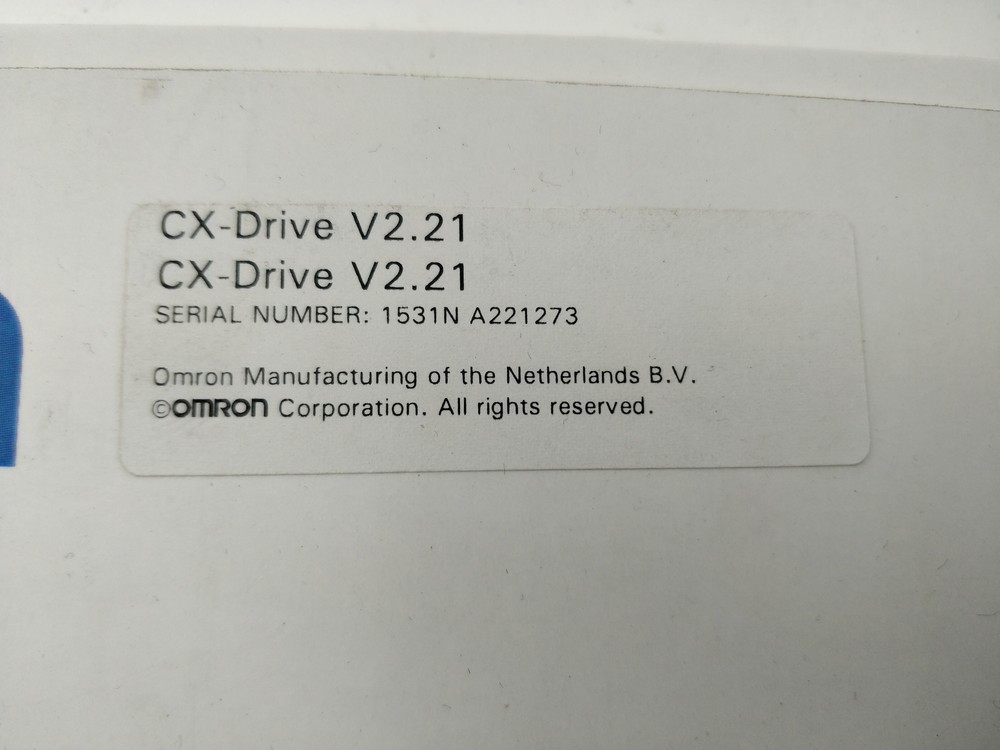 CX-Drive V2.21
CX-Drive V2.21
SERIAL NUMBER: 1531N A221273
Omron Manufacturing of the Netherlands B.V.
©OMRON Corporation. All rights reserved.